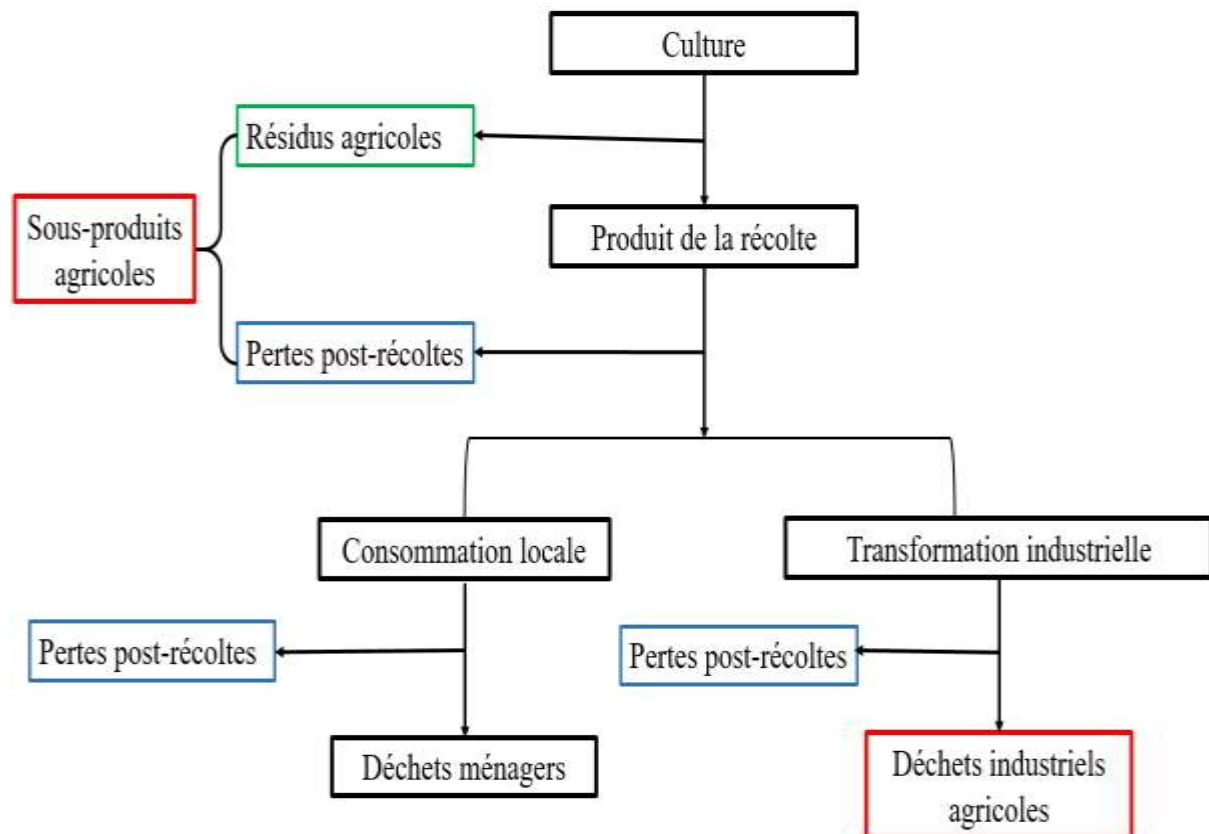 Culture
Résidus agricoles
Sous-produits
agricoles
Produit de la récolte
Pertes post-récoltes
Consommation locale
Transformation industrielle
Pertes post-récoltes
Pertes post-récoltes
Déchets ménagers
Déchets industriels
agricoles